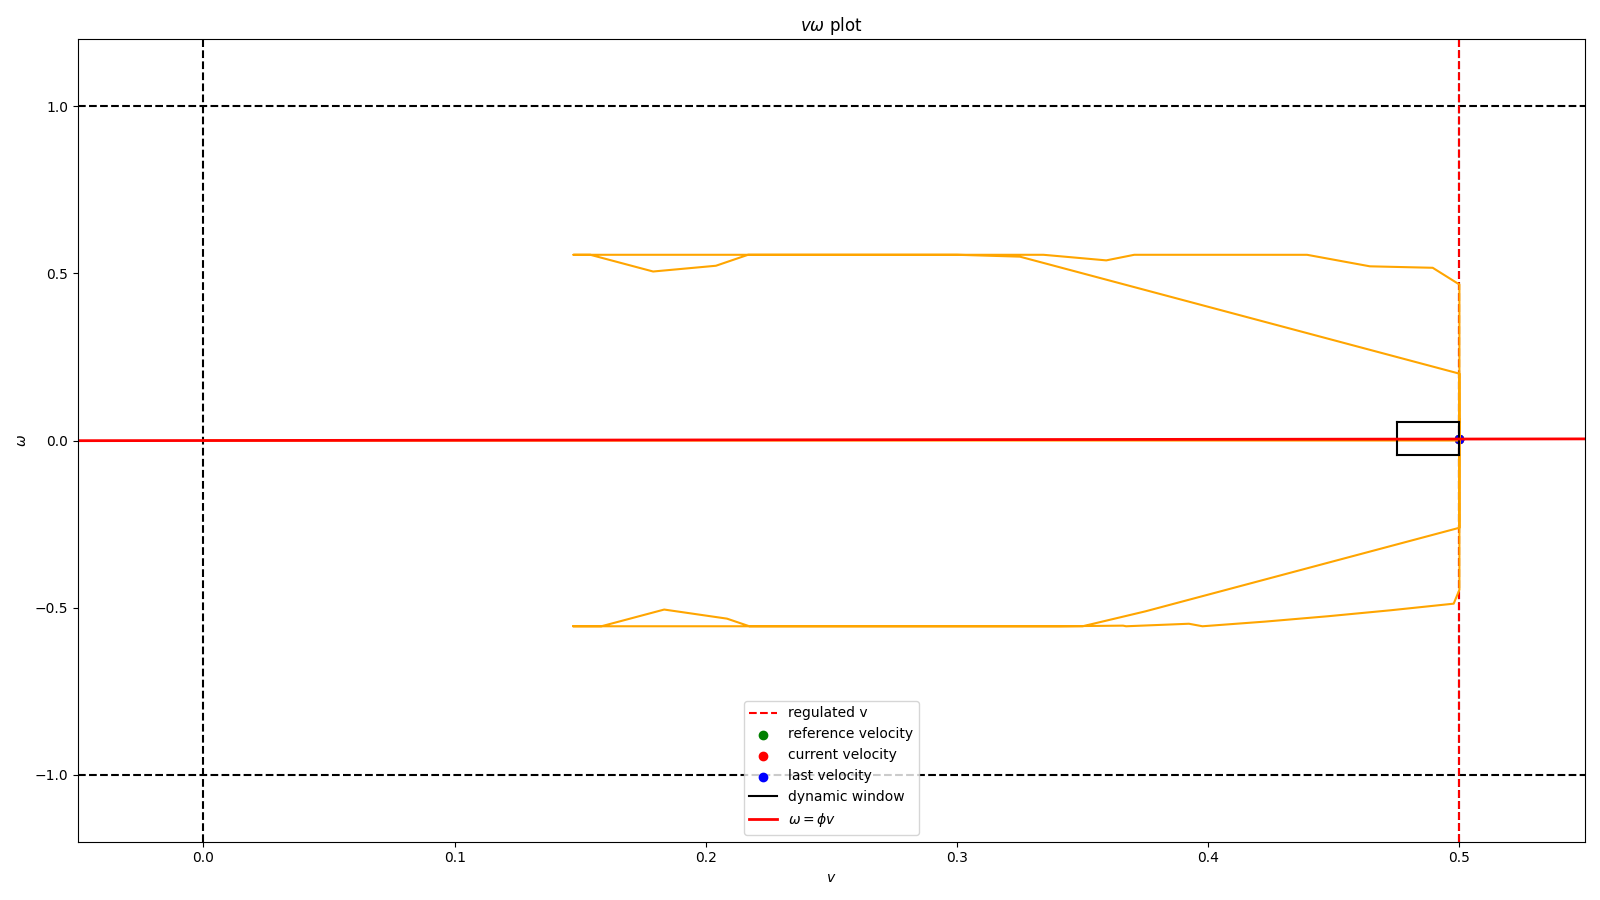 vω plot
1.0
0.5
0.0
−0.5
−1.0
ω
regulated v
reference velocity
current velocity
last velocity
dynamic window
ω = ϕv
0.0 0.1 0.2 0.3 0.4 0.5
v